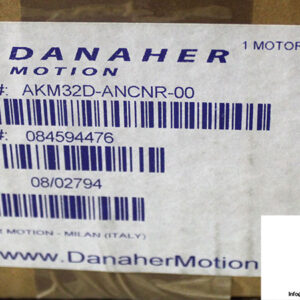 DANAHER
MOTION
1 MOTOR
#: AKM32D-ANCNR-00
#: 084594476
08/02794
MOTION - MILAN (ITALY)
www.DanaherMotion